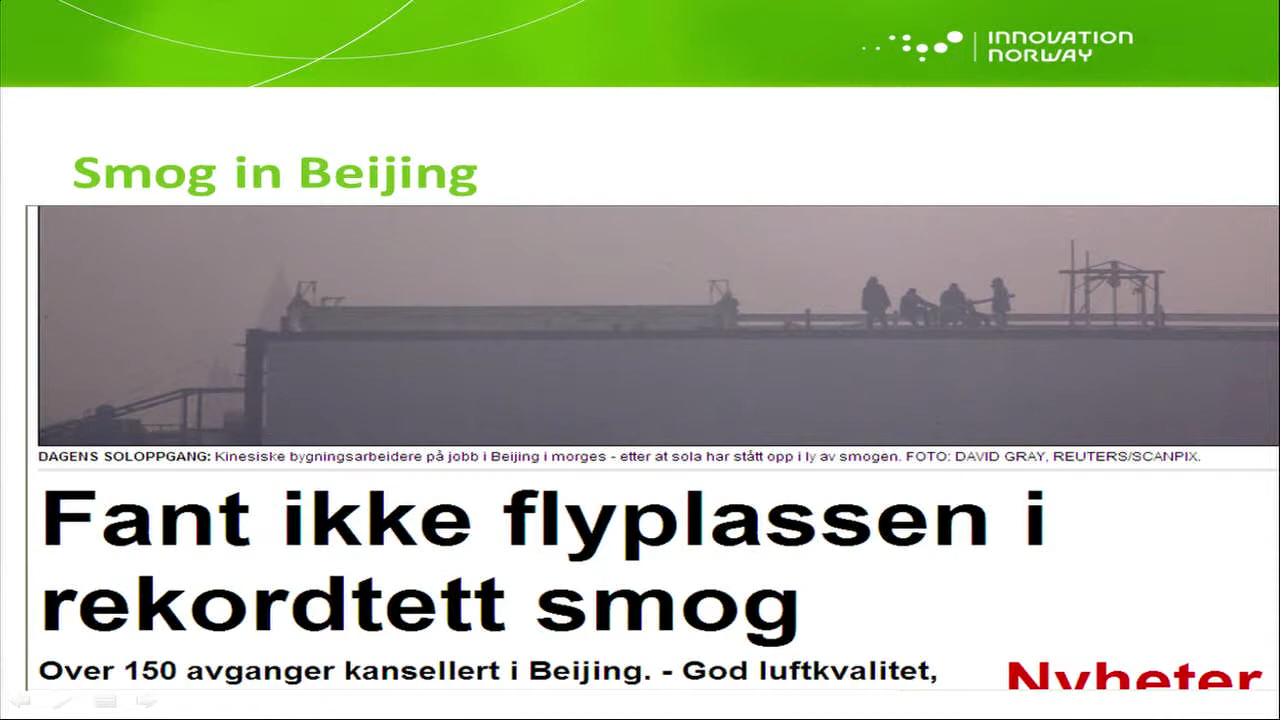 INNOVATION
NORWAY
Smog in Beijing
DAGENS SOLOPPGANG: Kinesiske bygningsarbeidere på jobb i Beijing i morges - etter at sola har stått opp i ly av smogen. FOTO: DAVID GRAY, REUTERS/SCANPIX.
Fant ikke flyplassen i
rekordtett smog
Over 150 avganger kansellert i Beijing. - God luftkvalitet,
Nyheter